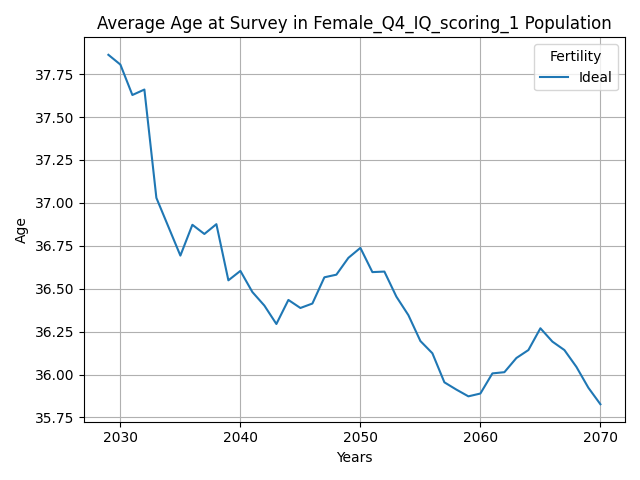 Average Age at Survey in Female_Q4_IQ_scoring_1 Population
Fertility
Ideal
37.75
37.50
37.25
37.00
36.75
36.50
36.25
36.00
35.75
Age
2030
2040
2050
2060
2070
Years